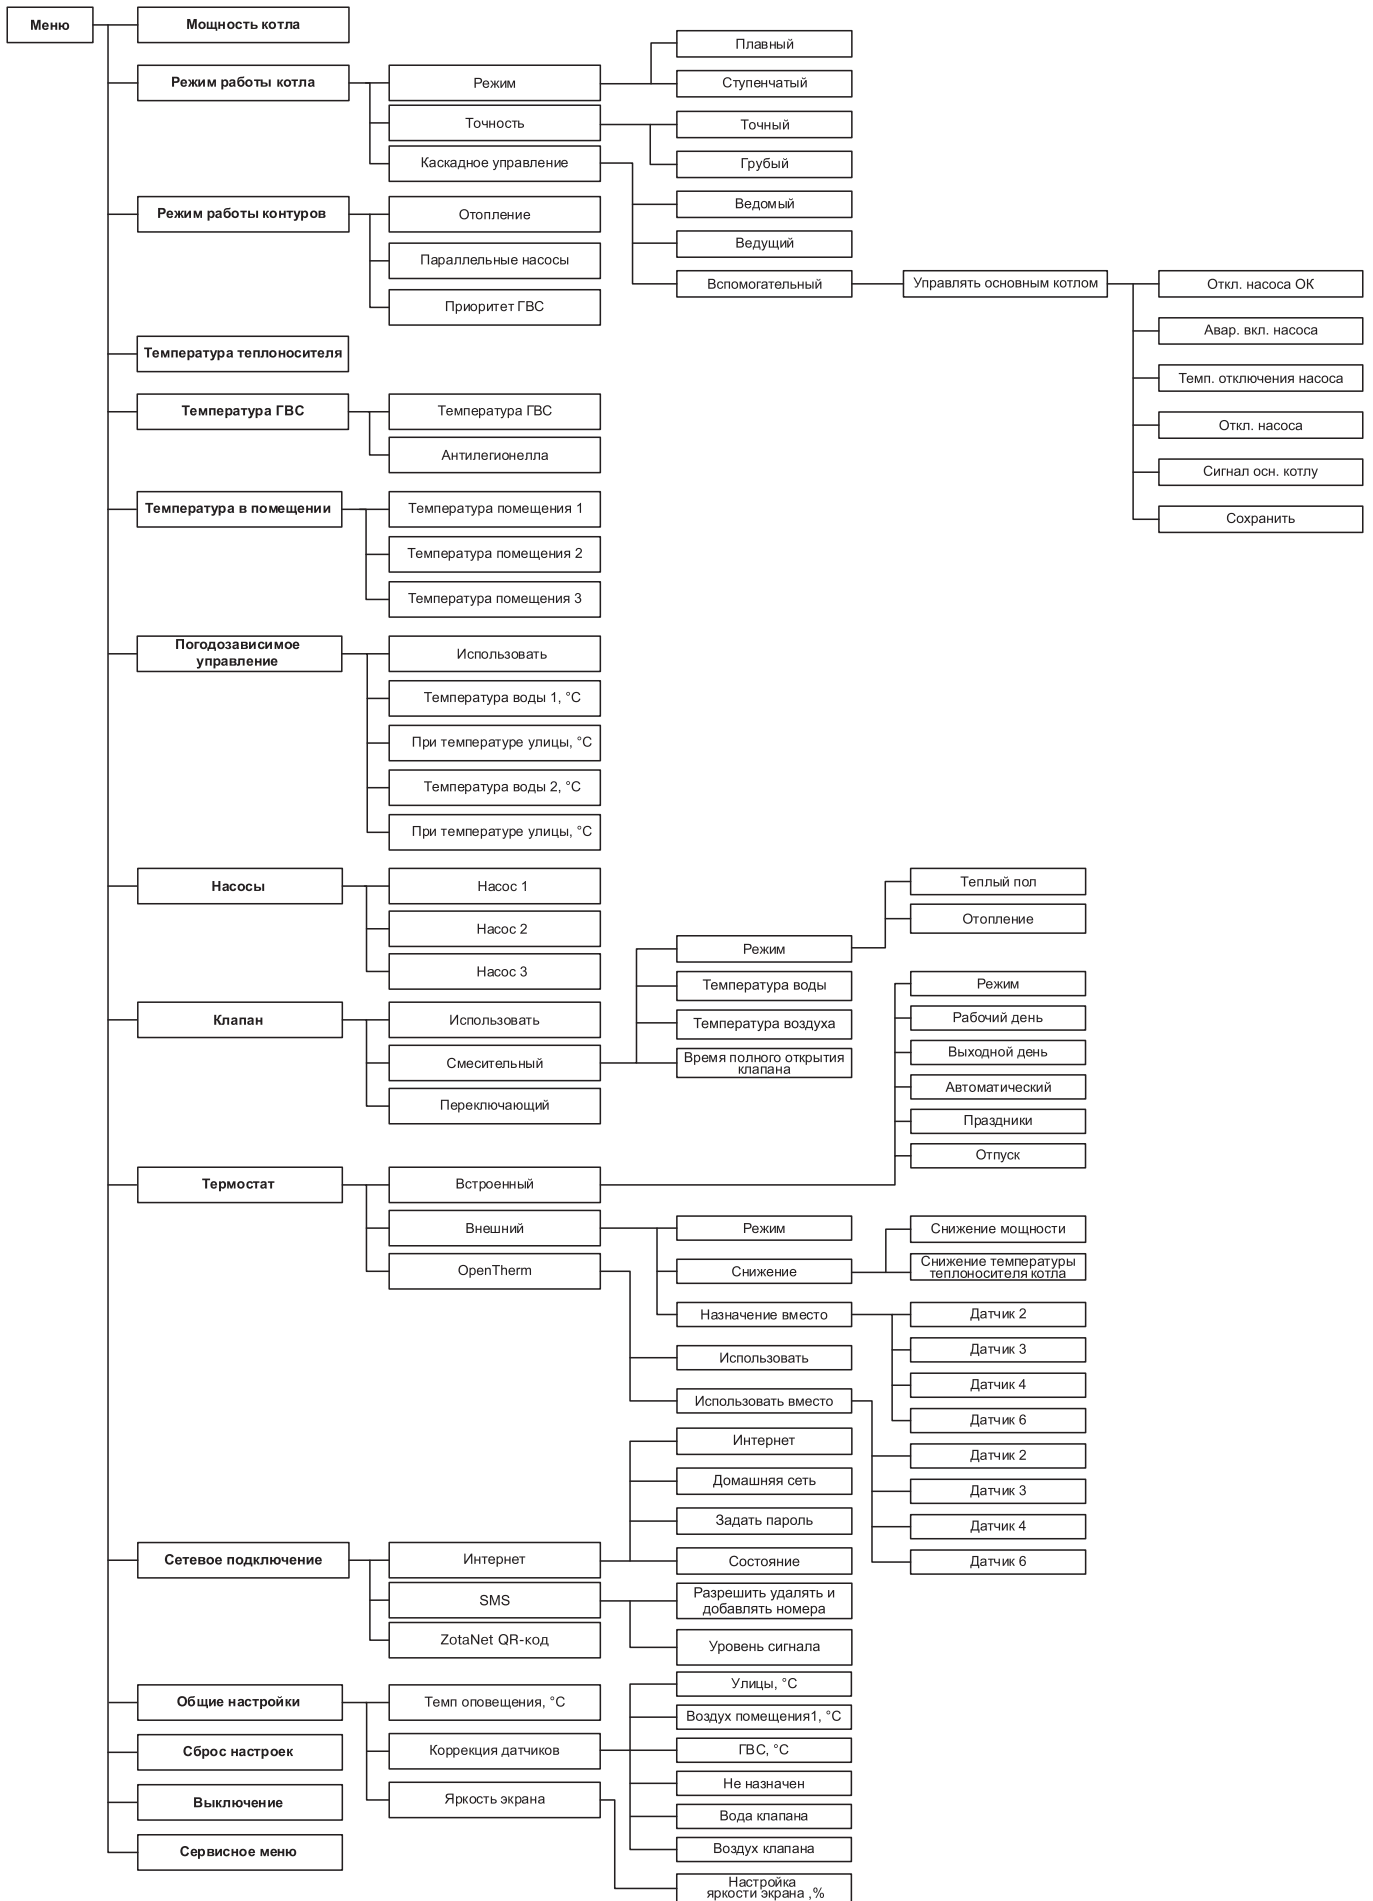 Меню
Мощность котла
Режим работы котла
Режим
Плавный
Ступенчатый
Точность
Точный
Грубый
Каскадное управление
Ведомый
Ведущий
Вспомогательный
Управлять основным котлом
Откл. насоса ОК
Авар. вкл. насоса
Темп. отключения насоса
Откл. насоса
Сигнал осн. котлу
Сохранить
Режим работы контуров
Отопление
Параллельные насосы
Приоритет ГВС
Температура теплоносителя
Температура ГВС
Температура ГВС
Антилегионелла
Температура в помещении
Температура помещения 1
Температура помещения 2
Температура помещения 3
Погодозависимое
управление
Использовать
Температура воды 1, °С
При температуре улицы, °С
Температура воды 2, °С
При температуре улицы, °С
Насосы
Насос 1
Насос 2
Насос 3
Клапан
Использовать
Смесительный
Режим
Теплый пол
Отопление
Температура воды
Температура воздуха
Время полного открытия
клапана
Переключающий
Термостат
Встроенный
Режим
Рабочий день
Выходной день
Автоматический
Праздники
Отпуск
Внешний
Режим
Снижение
Снижение мощности
Снижение температуры
теплоносителя котла
Назначение вместо
Датчик 2
Датчик 3
Датчик 4
Датчик 6
OpenTherm
Использовать
Использовать вместо
Датчик 2
Датчик 3
Датчик 4
Датчик 6
Сетевое подключение
Интернет
Интернет
Домашняя сеть
Задать пароль
Состояние
SMS
Разрешить удалять и
добавлять номера
Уровень сигнала
ZotaNet QR-код
Общие настройки
Темп оповещения, °С
Коррекция датчиков
Улицы, °С
Воздух помещения1, °С
ГВС, °С
Не назначен
Вода клапана
Воздух клапана
Яркость экрана
Настройка
яркости экрана ,%
Сброс настроек
Выключение
Сервисное меню